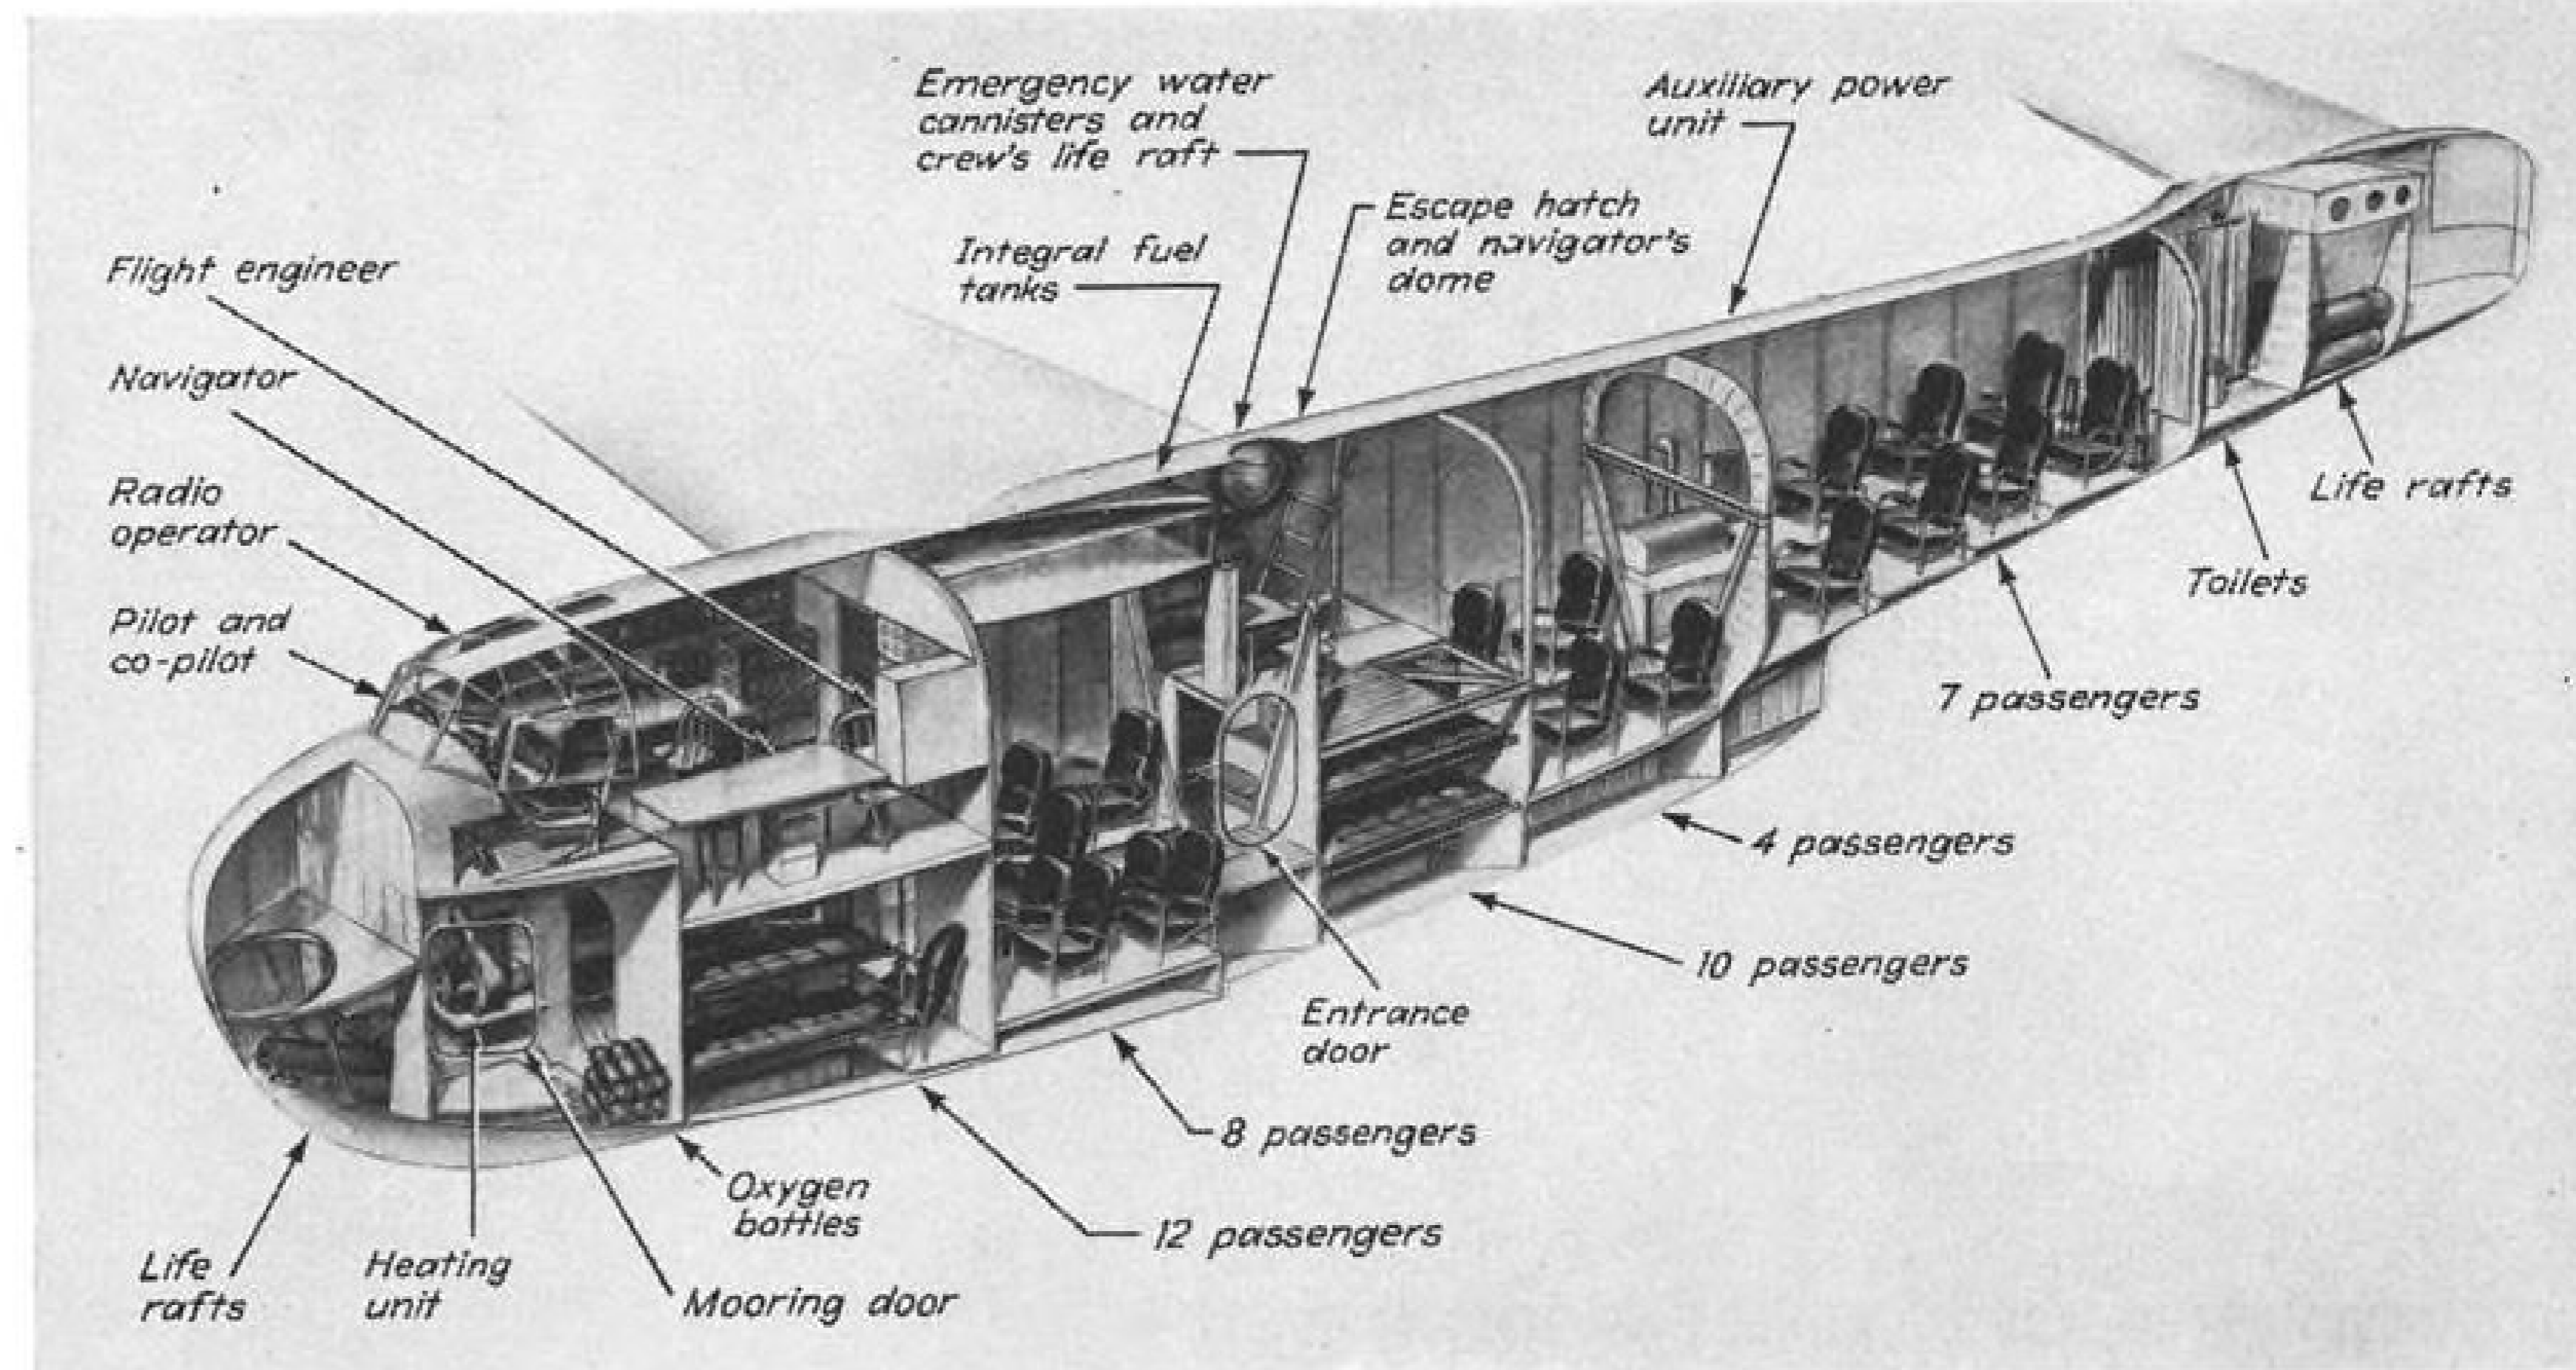 Emergency water
cannisters and
crew's life raft
Auxiliary power
unit
Escape hatch
and navigator's
dome
Integral fuel
tanks
Flight engineer
Navigator
Radio
operator
Pilot and
co-pilot
Life rafts
Toilets
7 passengers
4 passengers
10 passengers
Entrance
door
8 passengers
12 passengers
Oxygen
bottles
Mooring door
Heating
unit
Life
rafts